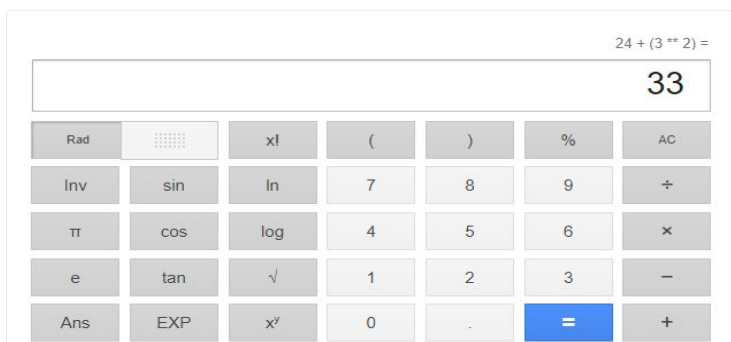 24 + (3 ** 2) =
33
Rad x! ( ) % AC
Inv sin ln 7 8 9 ÷
π cos log 4 5 6 ×
e tan √ 1 2 3 −
Ans EXP xʸ 0 . = +